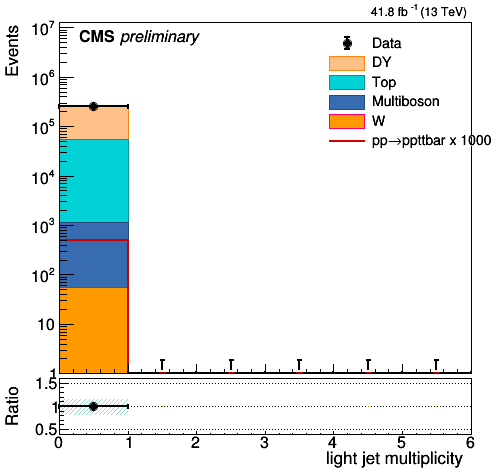 41.8 fb⁻¹ (13 TeV)
CMS preliminary
Events
10⁷
10⁶
10⁵
10⁴
10³
10²
10
1
Data
DY
Top
Multiboson
W
pp→ppttbar x 1000
Ratio
1.5
1
0.5
0 1 2 3 4 5 6
light jet multiplicity